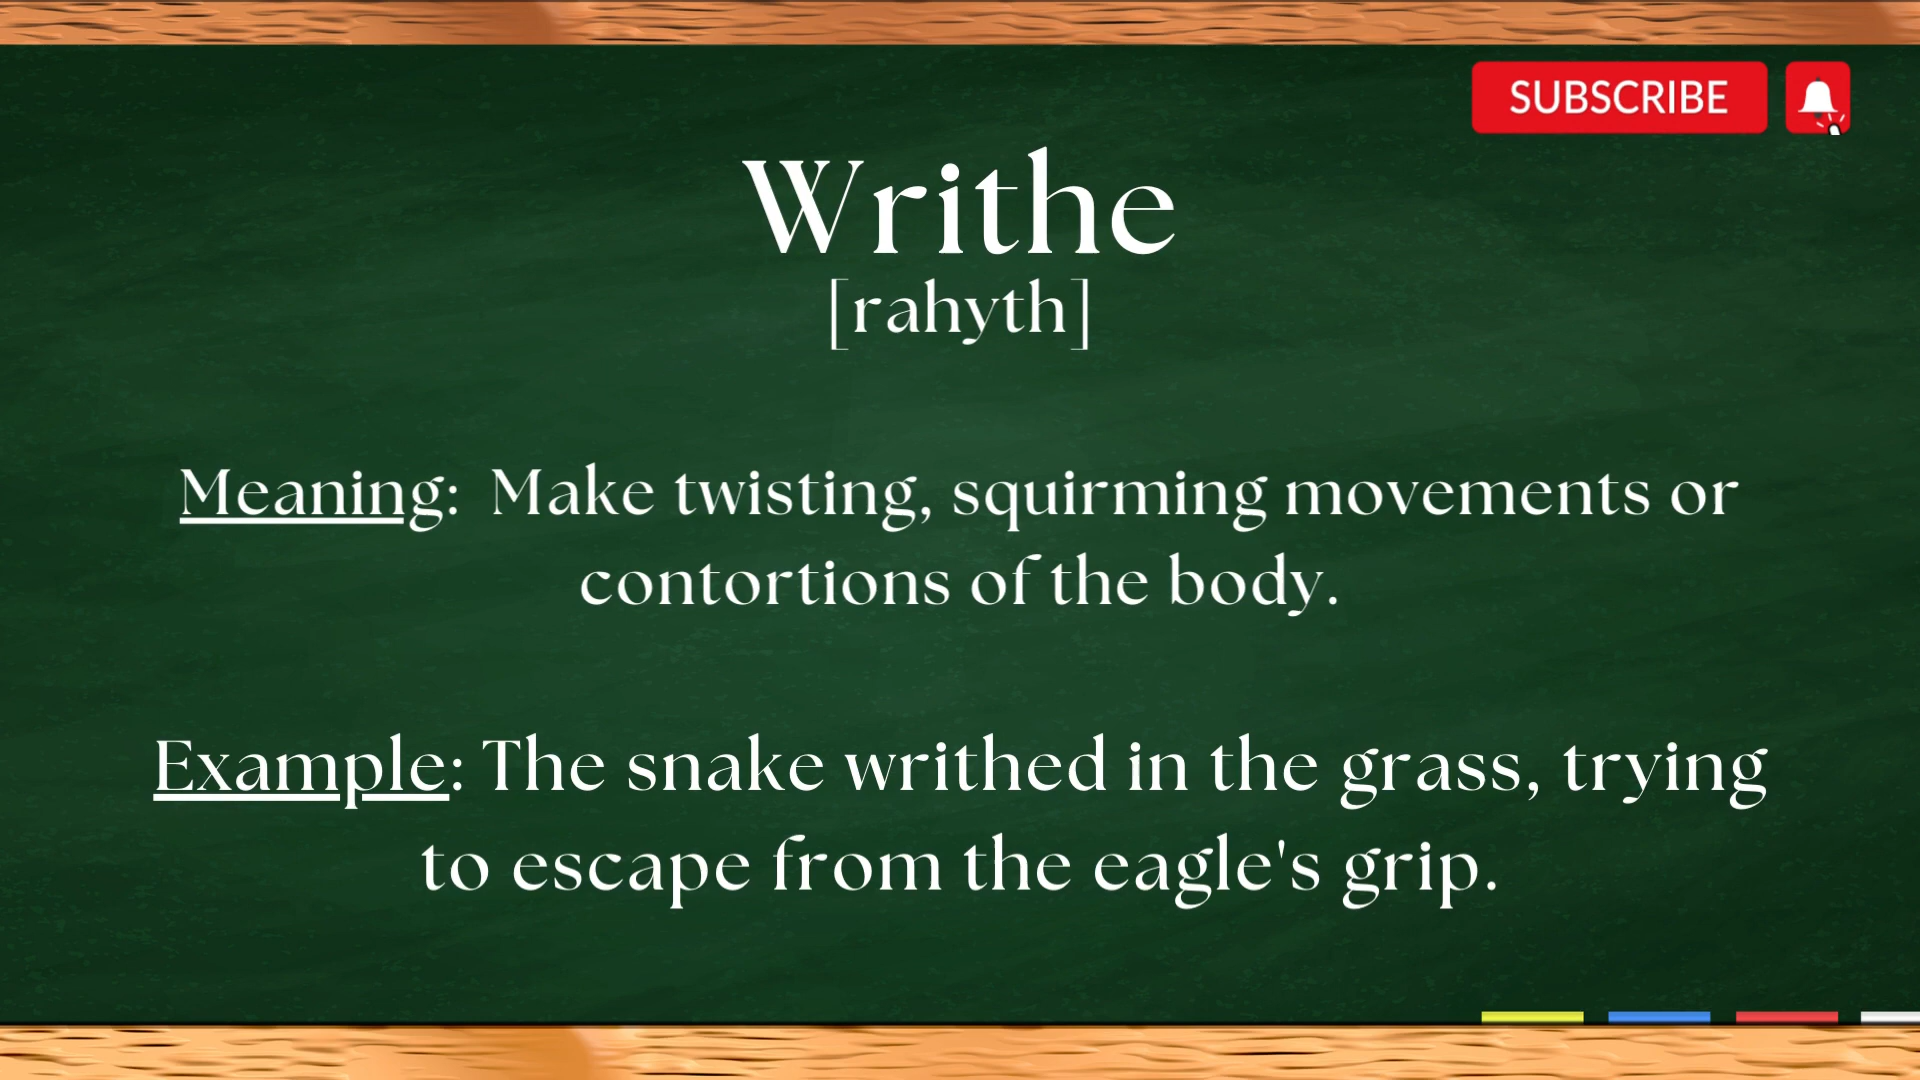 SUBSCRIBE
Writhe
[rahyth]
Meaning: Make twisting, squirming movements or
contortions of the body.
Example: The snake writhed in the grass, trying
to escape from the eagle's grip.